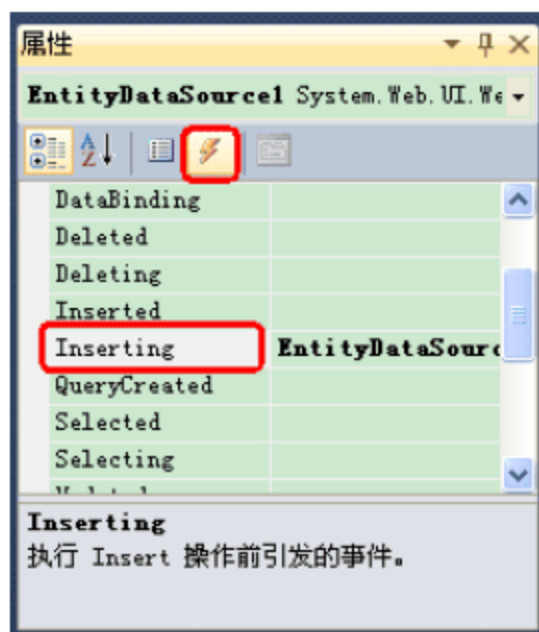 属性
EntityDataSource1 System.Web.UI.We
DataBinding
Deleted
Deleting
Inserted
Inserting EntityDataSourc
QueryCreated
Selected
Selecting
Inserting
执行 Insert 操作前引发的事件。